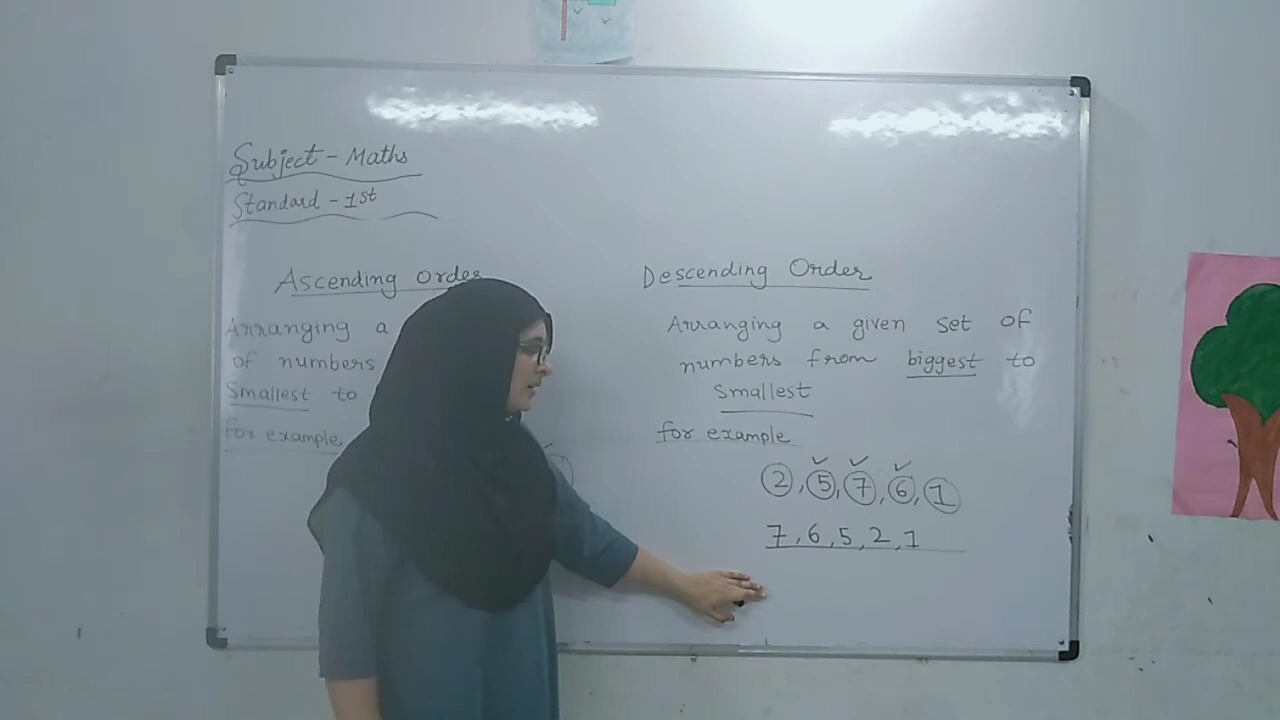 Subject - Maths
Standard - 1st
Ascending Order
Arranging a
of numbers
Smallest to
for example
Descending Order
Arranging a given set of
numbers from biggest to
Smallest
for example
2, 5, 7, 6, 1
7, 6, 5, 2, 1